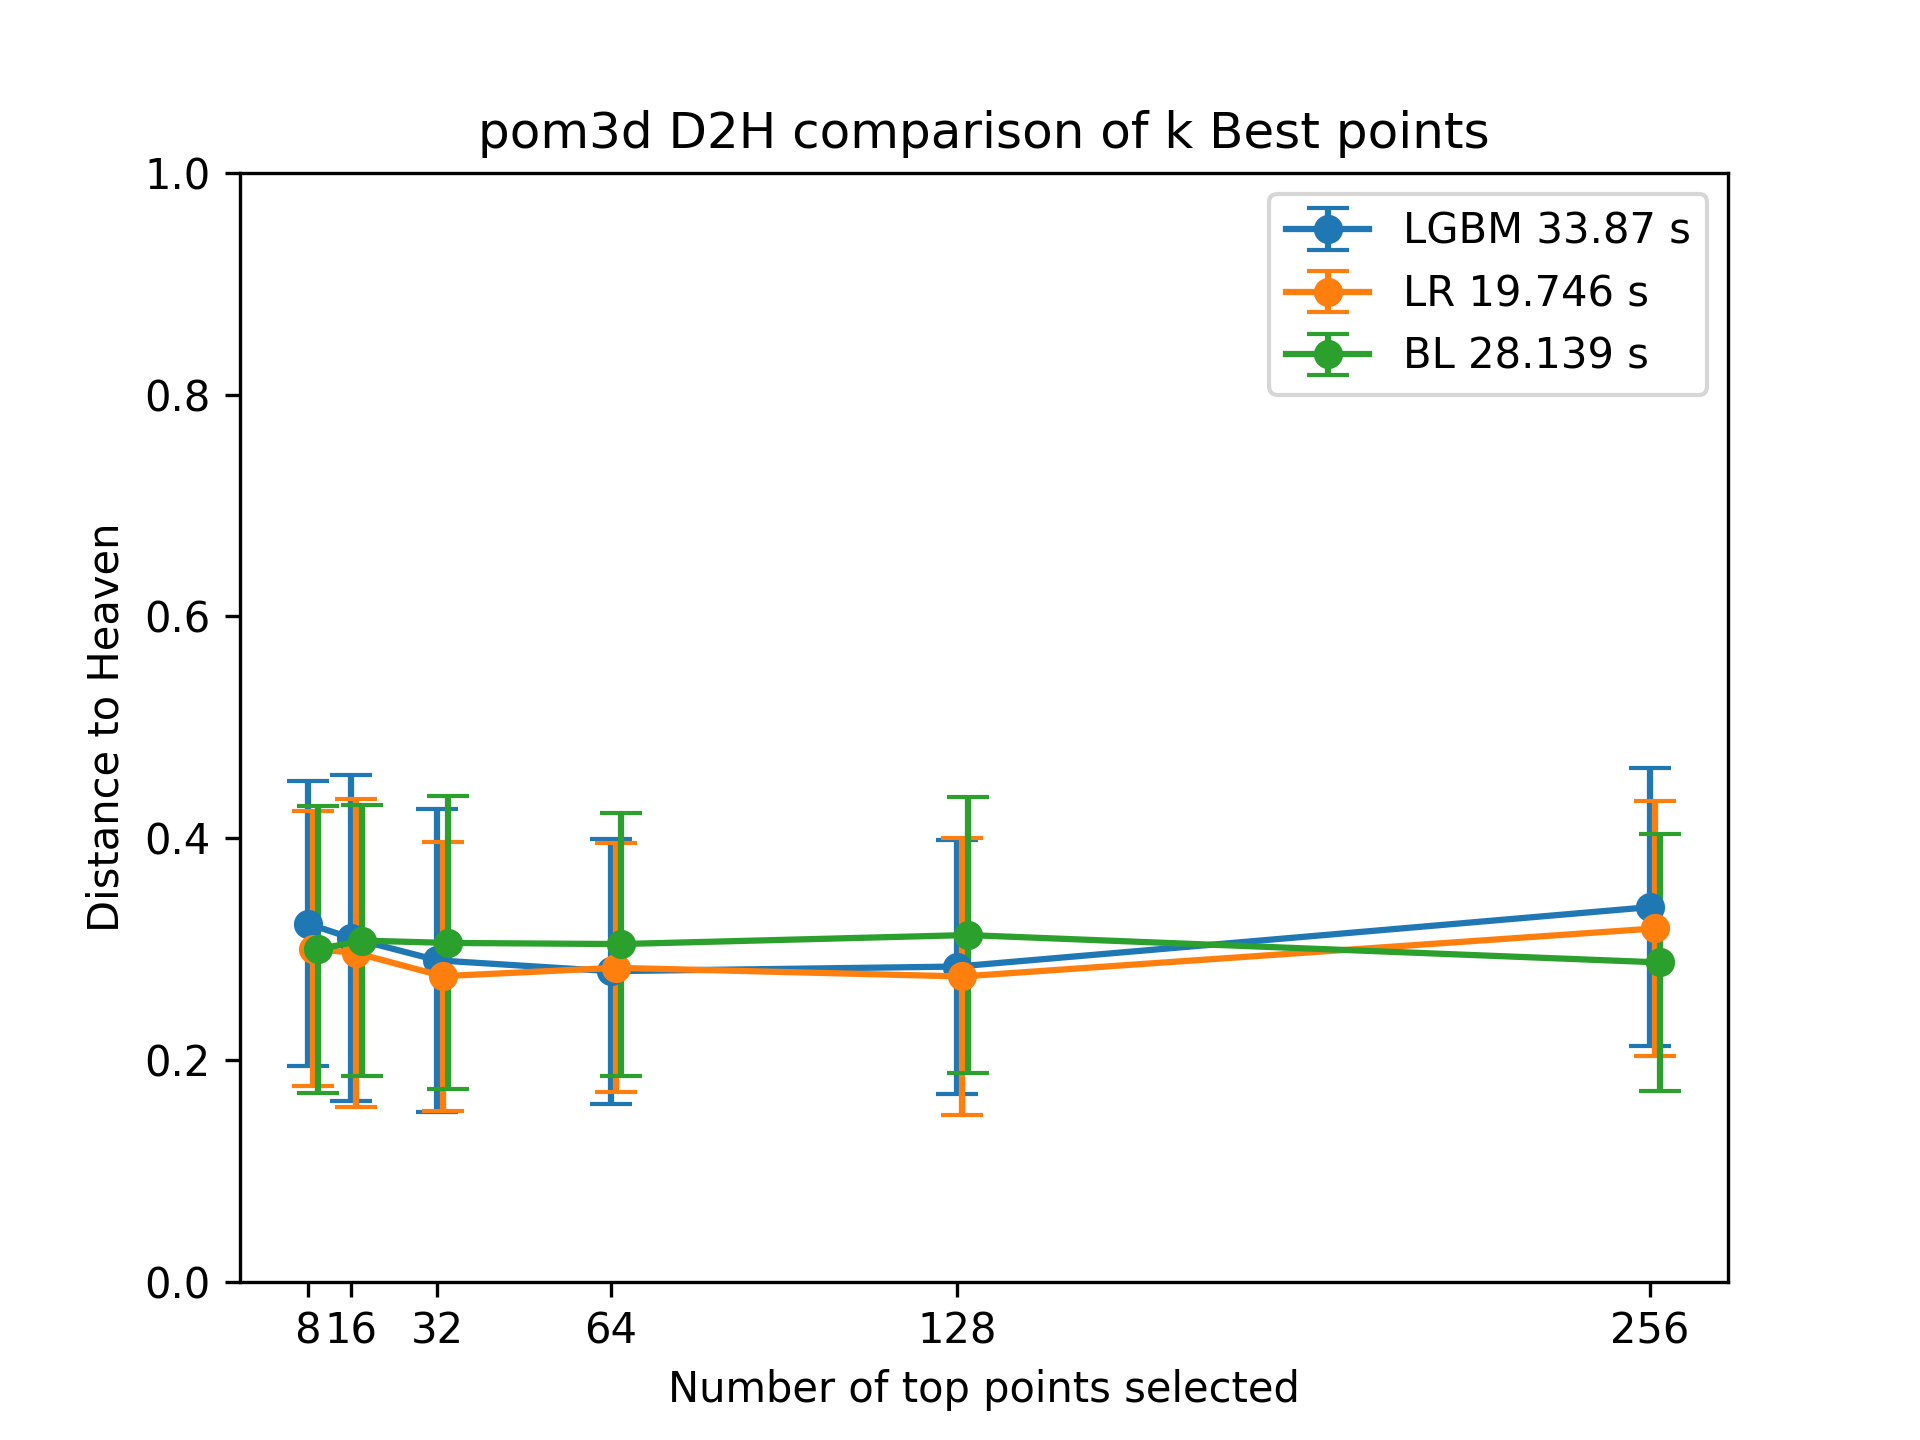 pom3d D2H comparison of k Best points
1.0
0.8
0.6
0.4
0.2
0.0
Distance to Heaven
LGBM 33.87 s
LR 19.746 s
BL 28.139 s
8 16 32 64 128 256
Number of top points selected